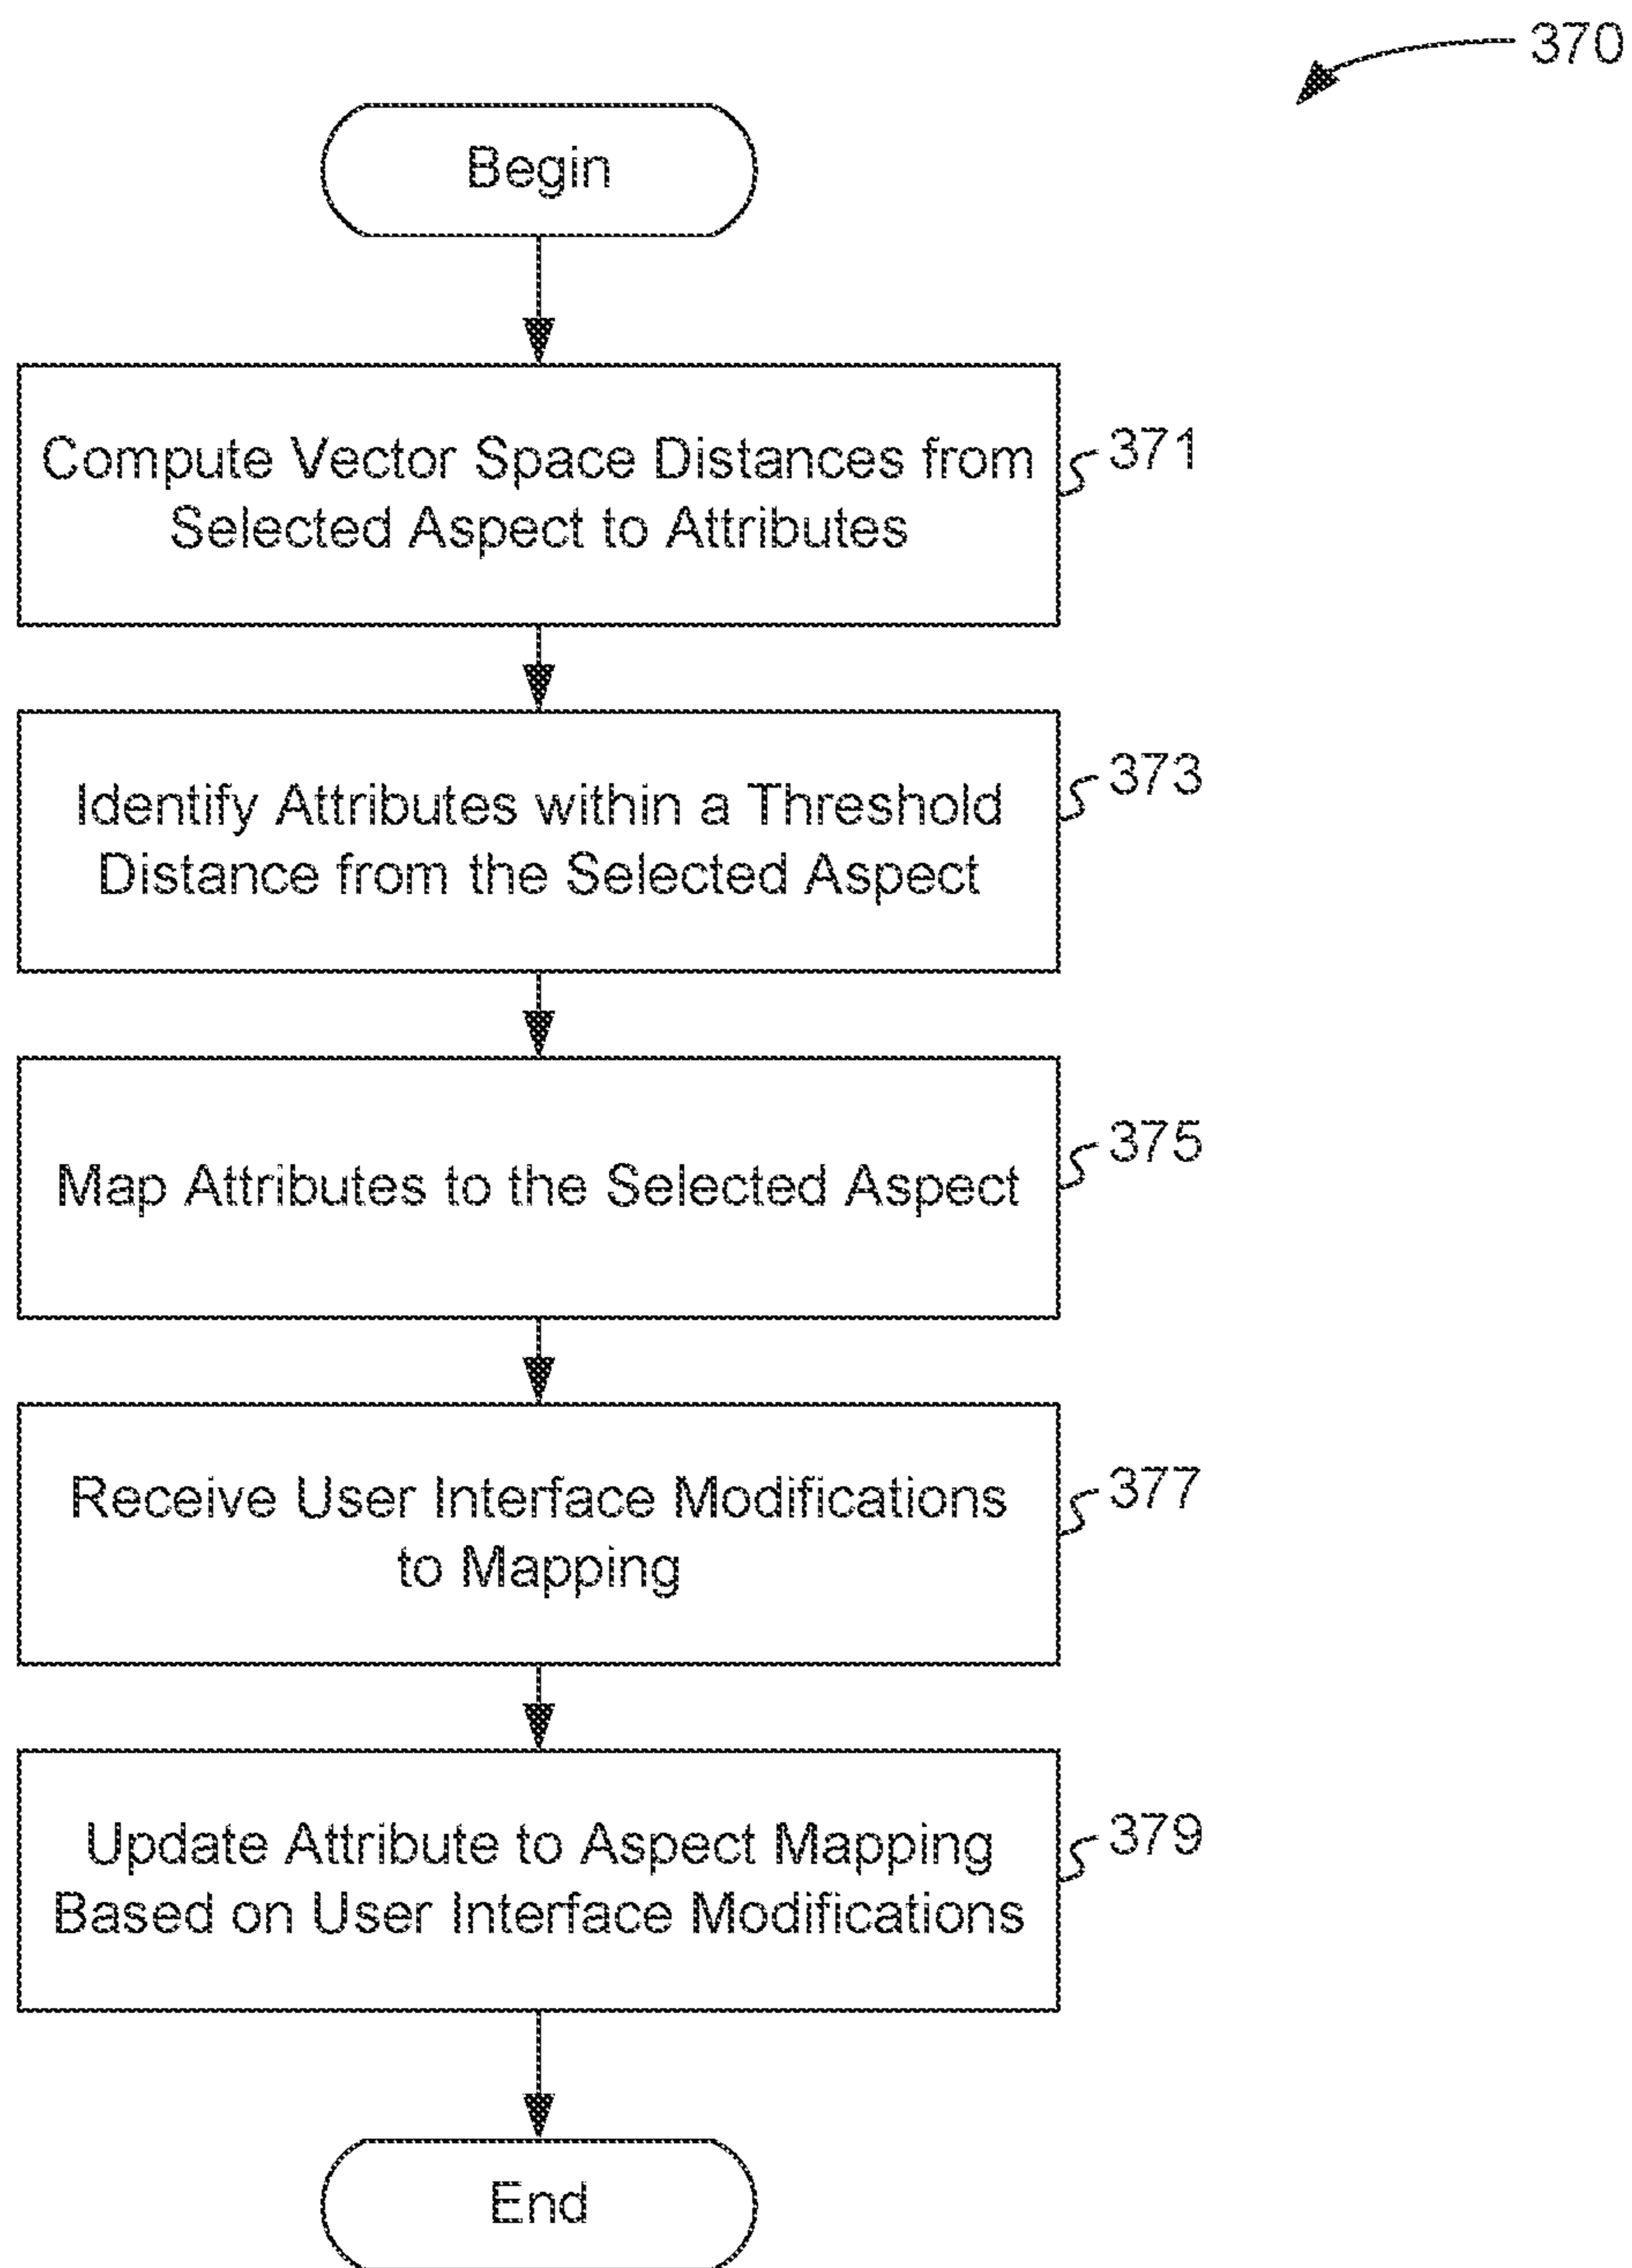 370
Begin
Compute Vector Space Distances from
Selected Aspect to Attributes
371
Identify Attributes within a Threshold
Distance from the Selected Aspect
373
Map Attributes to the Selected Aspect
375
Receive User Interface Modifications
to Mapping
377
Update Attribute to Aspect Mapping
Based on User Interface Modifications
379
End